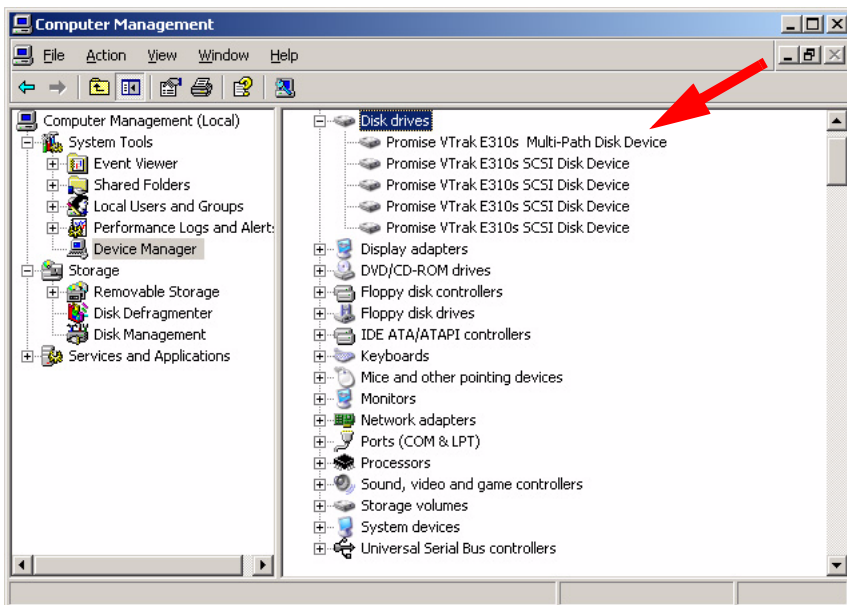 Computer Management
File Action View Window Help
Computer Management (Local)
System Tools
Event Viewer
Shared Folders
Local Users and Groups
Performance Logs and Alert:
Device Manager
Storage
Removable Storage
Disk Defragmenter
Disk Management
Services and Applications
Disk drives
Promise VTrak E310s  Multi-Path Disk Device
Promise VTrak E310s SCSI Disk Device
Promise VTrak E310s SCSI Disk Device
Promise VTrak E310s SCSI Disk Device
Promise VTrak E310s SCSI Disk Device
Display adapters
DVD/CD-ROM drives
Floppy disk controllers
Floppy disk drives
IDE ATA/ATAPI controllers
Keyboards
Mice and other pointing devices
Monitors
Network adapters
Ports (COM & LPT)
Processors
Sound, video and game controllers
Storage volumes
System devices
Universal Serial Bus controllers